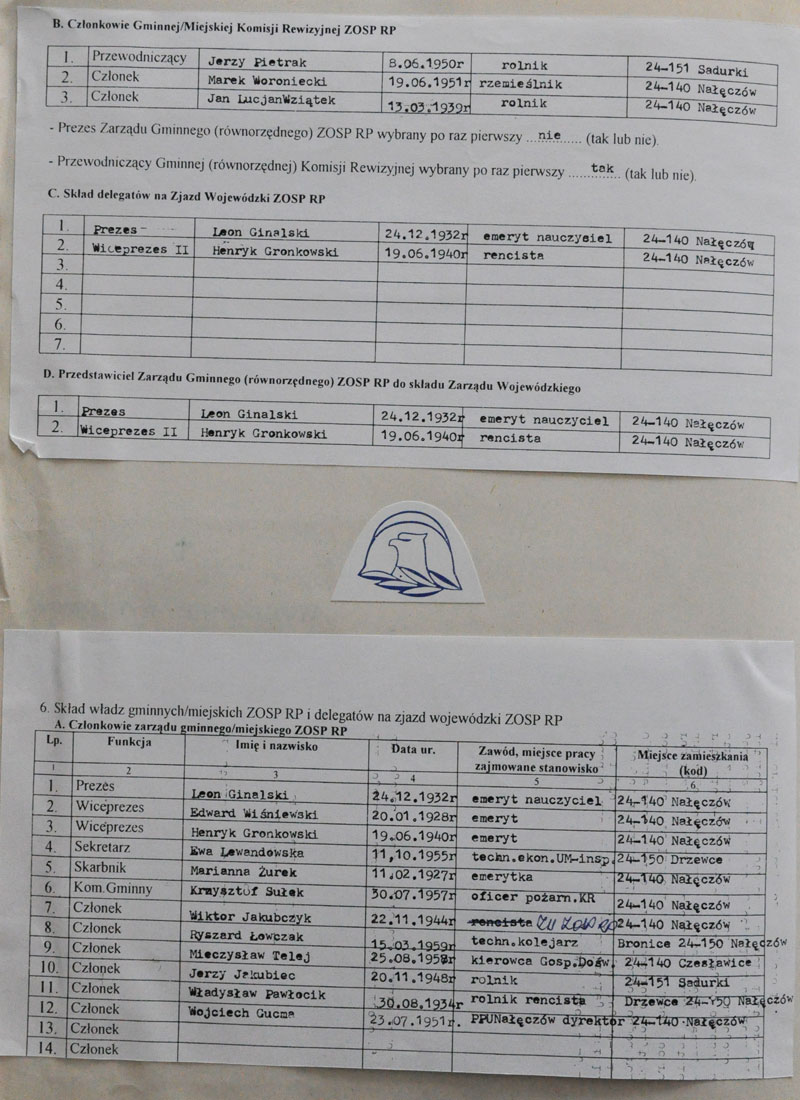 B. Członkowie Gminnej/Miejskiej Komisji Rewizyjnej ZOSP RP
1. Przewodniczący Jerzy Pietrak 8.06.1950r rolnik 24-151 Sadurki
2. Członek Marek Woroniecki 19.06.1951r rzemieślnik 24-140 Nałęczów
3. Członek Jan LucjanWziątek 13.03.1939r rolnik 24-140 Nałęczów
- Prezes Zarządu Gminnego (równorzędnego) ZOSP RP wybrany po raz pierwszy ...nie..... (tak lub nie).
- Przewodniczący Gminnej (równorzędnej) Komisji Rewizyjnej wybrany po raz pierwszy ......tak.. (tak lub nie).
C. Skład delegatów na Zjazd Wojewódzki ZOSP RP
1. Prezes Leon Ginalski 24.12.1932r emeryt nauczysiel 24-140 Nałęczów
2. Wiceprezes II Henryk Gronkowski 19.06.1940r rencista 24-140 Nałęczów
3.
4.
5.
6.
7.
D. Przedstawiciel Zarządu Gminnego (równorzędnego) ZOSP RP do składu Zarządu Wojewódzkiego
1. Prezes Leon Ginalski 24.12.1932r emeryt nauczyciel 24-140 Nałęczów
2. Wiceprezes II Henryk Gronkowski 19.06.1940r rencista 24-140 Nałęczów
6. Skład władz gminnych/miejskich ZOSP RP i delegatów na zjazd wojewódzki ZOSP RP
A. Członkowie zarządu gminnego/miejskiego ZOSP RP
Lp. Funkcja Imię i nazwisko Data ur. Zawód, miejsce pracy zajmowane stanowisko Miejsce zamieszkania (kod)
1 2 3 4 5 6
1. Prezes Leon Ginalski 24.12.1932r emeryt nauczyciel 24-140 Nałęczów
2. Wiceprezes Edward Wiśniewski 20.01.1928r emeryt 24-140 Nałęczów
3. Wiceprezes Henryk Gronkowski 19.06.1940r emeryt 24-140 Nałęczów
4. Sekretarz Ewa Lewandowska 11,10.1955r techn.ekon.UM-insp. 24-150 Drzewce
5. Skarbnik Marianna Żurek 11.02.1927r emerytka 24-140 Nałęczów
6. Kom.Gminny Krzysztof Sułek 30.07.1957r oficer pożarn.KR 24-140 Nałęczów
7. Członek Wiktor Jakubczyk 22.11.1944r rencista 24-140 Nałęczów
8. Członek Ryszard Łowczak 15.03.1959r techn.kolejarz Bronice 24-150 Nałęczów
9. Członek Mieczysław Telej 25.08.1958r kierowca Gosp.Dośw. 24-140 Czesławice
10. Członek Jerzy Jakubiec 20.11.1948r rolnik 24-151 Sadurki
11. Członek Władysław Pawłocik 30.08.1934r rolnik rencista Drzewce 24-150 Nałęczów
12. Członek Wojciech Gucma 23.07.1951r. PPUNałęczów dyrektor 24-140 Nałęczów
13. Członek
14. Członek